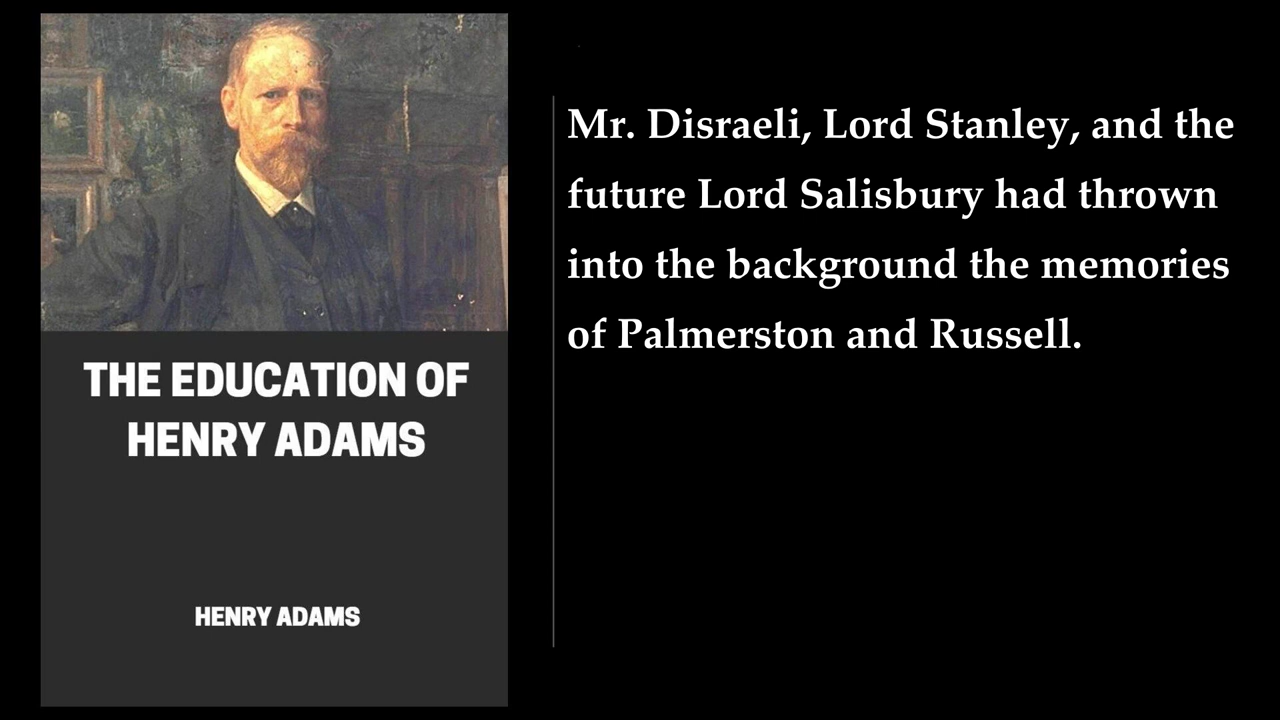 THE EDUCATION OF
HENRY ADAMS
HENRY ADAMS
Mr. Disraeli, Lord Stanley, and the
future Lord Salisbury had thrown
into the background the memories
of Palmerston and Russell.